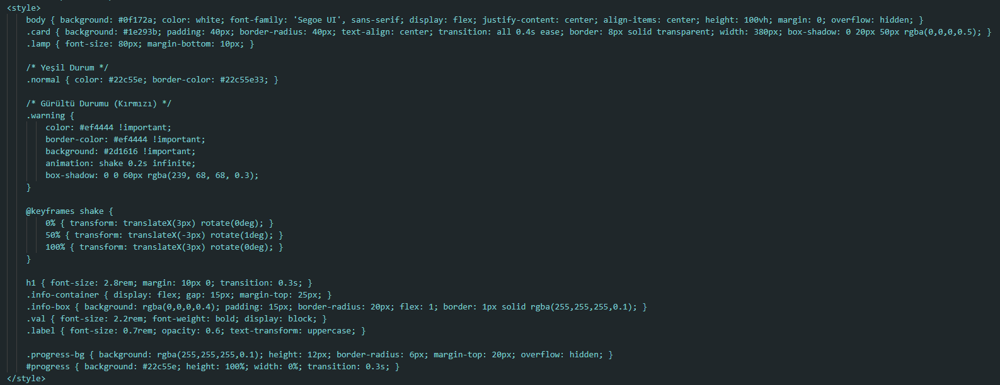 <style>
body { background: #0f172a; color: white; font-family: 'Segoe UI', sans-serif; display: flex; justify-content: center; align-items: center; height: 100vh; margin: 0; overflow: hidden; }
.card { background: #1e293b; padding: 40px; border-radius: 40px; text-align: center; transition: all 0.4s ease; border: 8px solid transparent; width: 380px; box-shadow: 0 20px 50px rgba(0,0,0,0.5); }
.lamp { font-size: 80px; margin-bottom: 10px; }
/* Yeşil Durum */
.normal { color: #22c55e; border-color: #22c55e33; }
/* Gürültü Durumu (Kırmızı) */
.warning {
color: #ef4444 !important;
border-color: #ef4444 !important;
background: #2d1616 !important;
animation: shake 0.2s infinite;
box-shadow: 0 0 60px rgba(239, 68, 68, 0.3);
}
@keyframes shake {
0% { transform: translateX(3px) rotate(0deg); }
50% { transform: translateX(-3px) rotate(1deg); }
100% { transform: translateX(3px) rotate(0deg); }
}
h1 { font-size: 2.8rem; margin: 10px 0; transition: 0.3s; }
.info-container { display: flex; gap: 15px; margin-top: 25px; }
.info-box { background: rgba(0,0,0,0.4); padding: 15px; border-radius: 20px; flex: 1; border: 1px solid rgba(255,255,255,0.1); }
.val { font-size: 2.2rem; font-weight: bold; display: block; }
.label { font-size: 0.7rem; opacity: 0.6; text-transform: uppercase; }
.progress-bg { background: rgba(255,255,255,0.1); height: 12px; border-radius: 6px; margin-top: 20px; overflow: hidden; }
#progress { background: #22c55e; height: 100%; width: 0%; transition: 0.3s; }
</style>